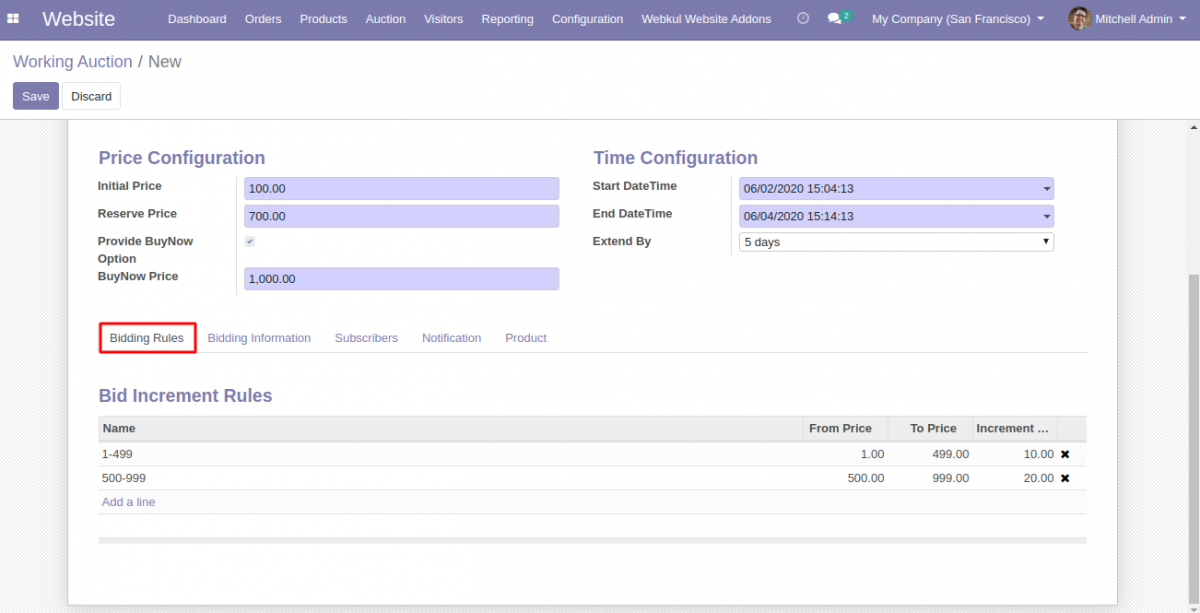 Website Dashboard Orders Products Auction Visitors Reporting Configuration Webkul Website Addons 2 My Company (San Francisco) Mitchell Admin
Working Auction / New
Save Discard
Price Configuration
Initial Price 100.00
Reserve Price 700.00
Provide BuyNow
Option
BuyNow Price 1,000.00
Time Configuration
Start DateTime 06/02/2020 15:04:13
End DateTime 06/04/2020 15:14:13
Extend By 5 days
Bidding Rules Bidding Information Subscribers Notification Product
Bid Increment Rules
Name From Price To Price Increment ...
1-499 1.00 499.00 10.00
500-999 500.00 999.00 20.00
Add a line